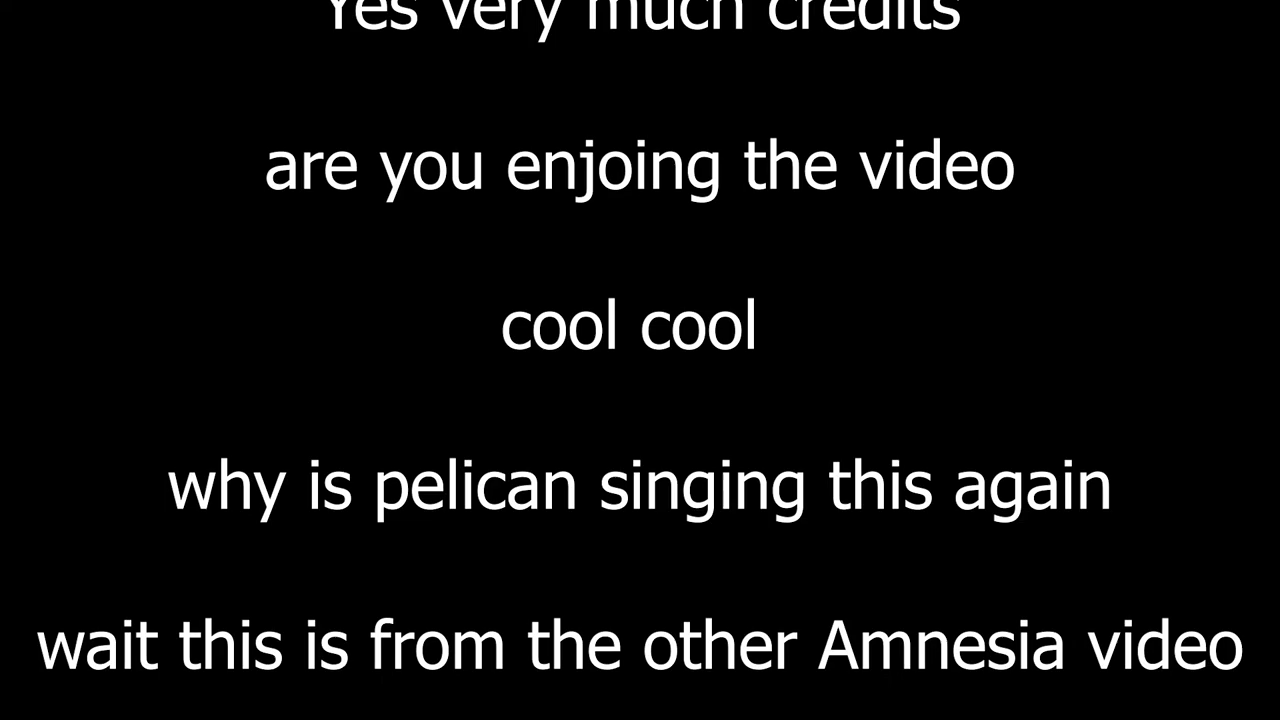 Yes very much credits
are you enjoing the video
cool cool
why is pelican singing this again
wait this is from the other Amnesia video